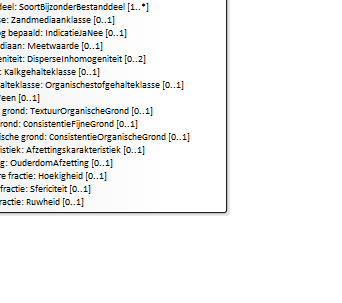 deel: SoortBijzonderBestanddeel [1..*]
se: Zandmediaanklasse [0..1]
g bepaald: IndicatieJaNee [0..1]
diaan: Meetwaarde [0..1]
eniteit: DisperseInhomogeniteit [0..2]
: Kalkgehalteklasse [0..1]
alteklasse: Organischestofgehalteklasse [0..1]
een [0..1]
grond: TextuurOrganischeGrond [0..1]
rond: ConsistentieFijneGrond [0..1]
ische grond: ConsistentieOrganischeGrond [0..1]
istiek: Afzettingskarakteristiek [0..1]
g: OuderdomAfzetting [0..1]
e fractie: Hoekigheid [0..1]
fractie: Sfericiteit [0..1]
ractie: Ruwheid [0..1]